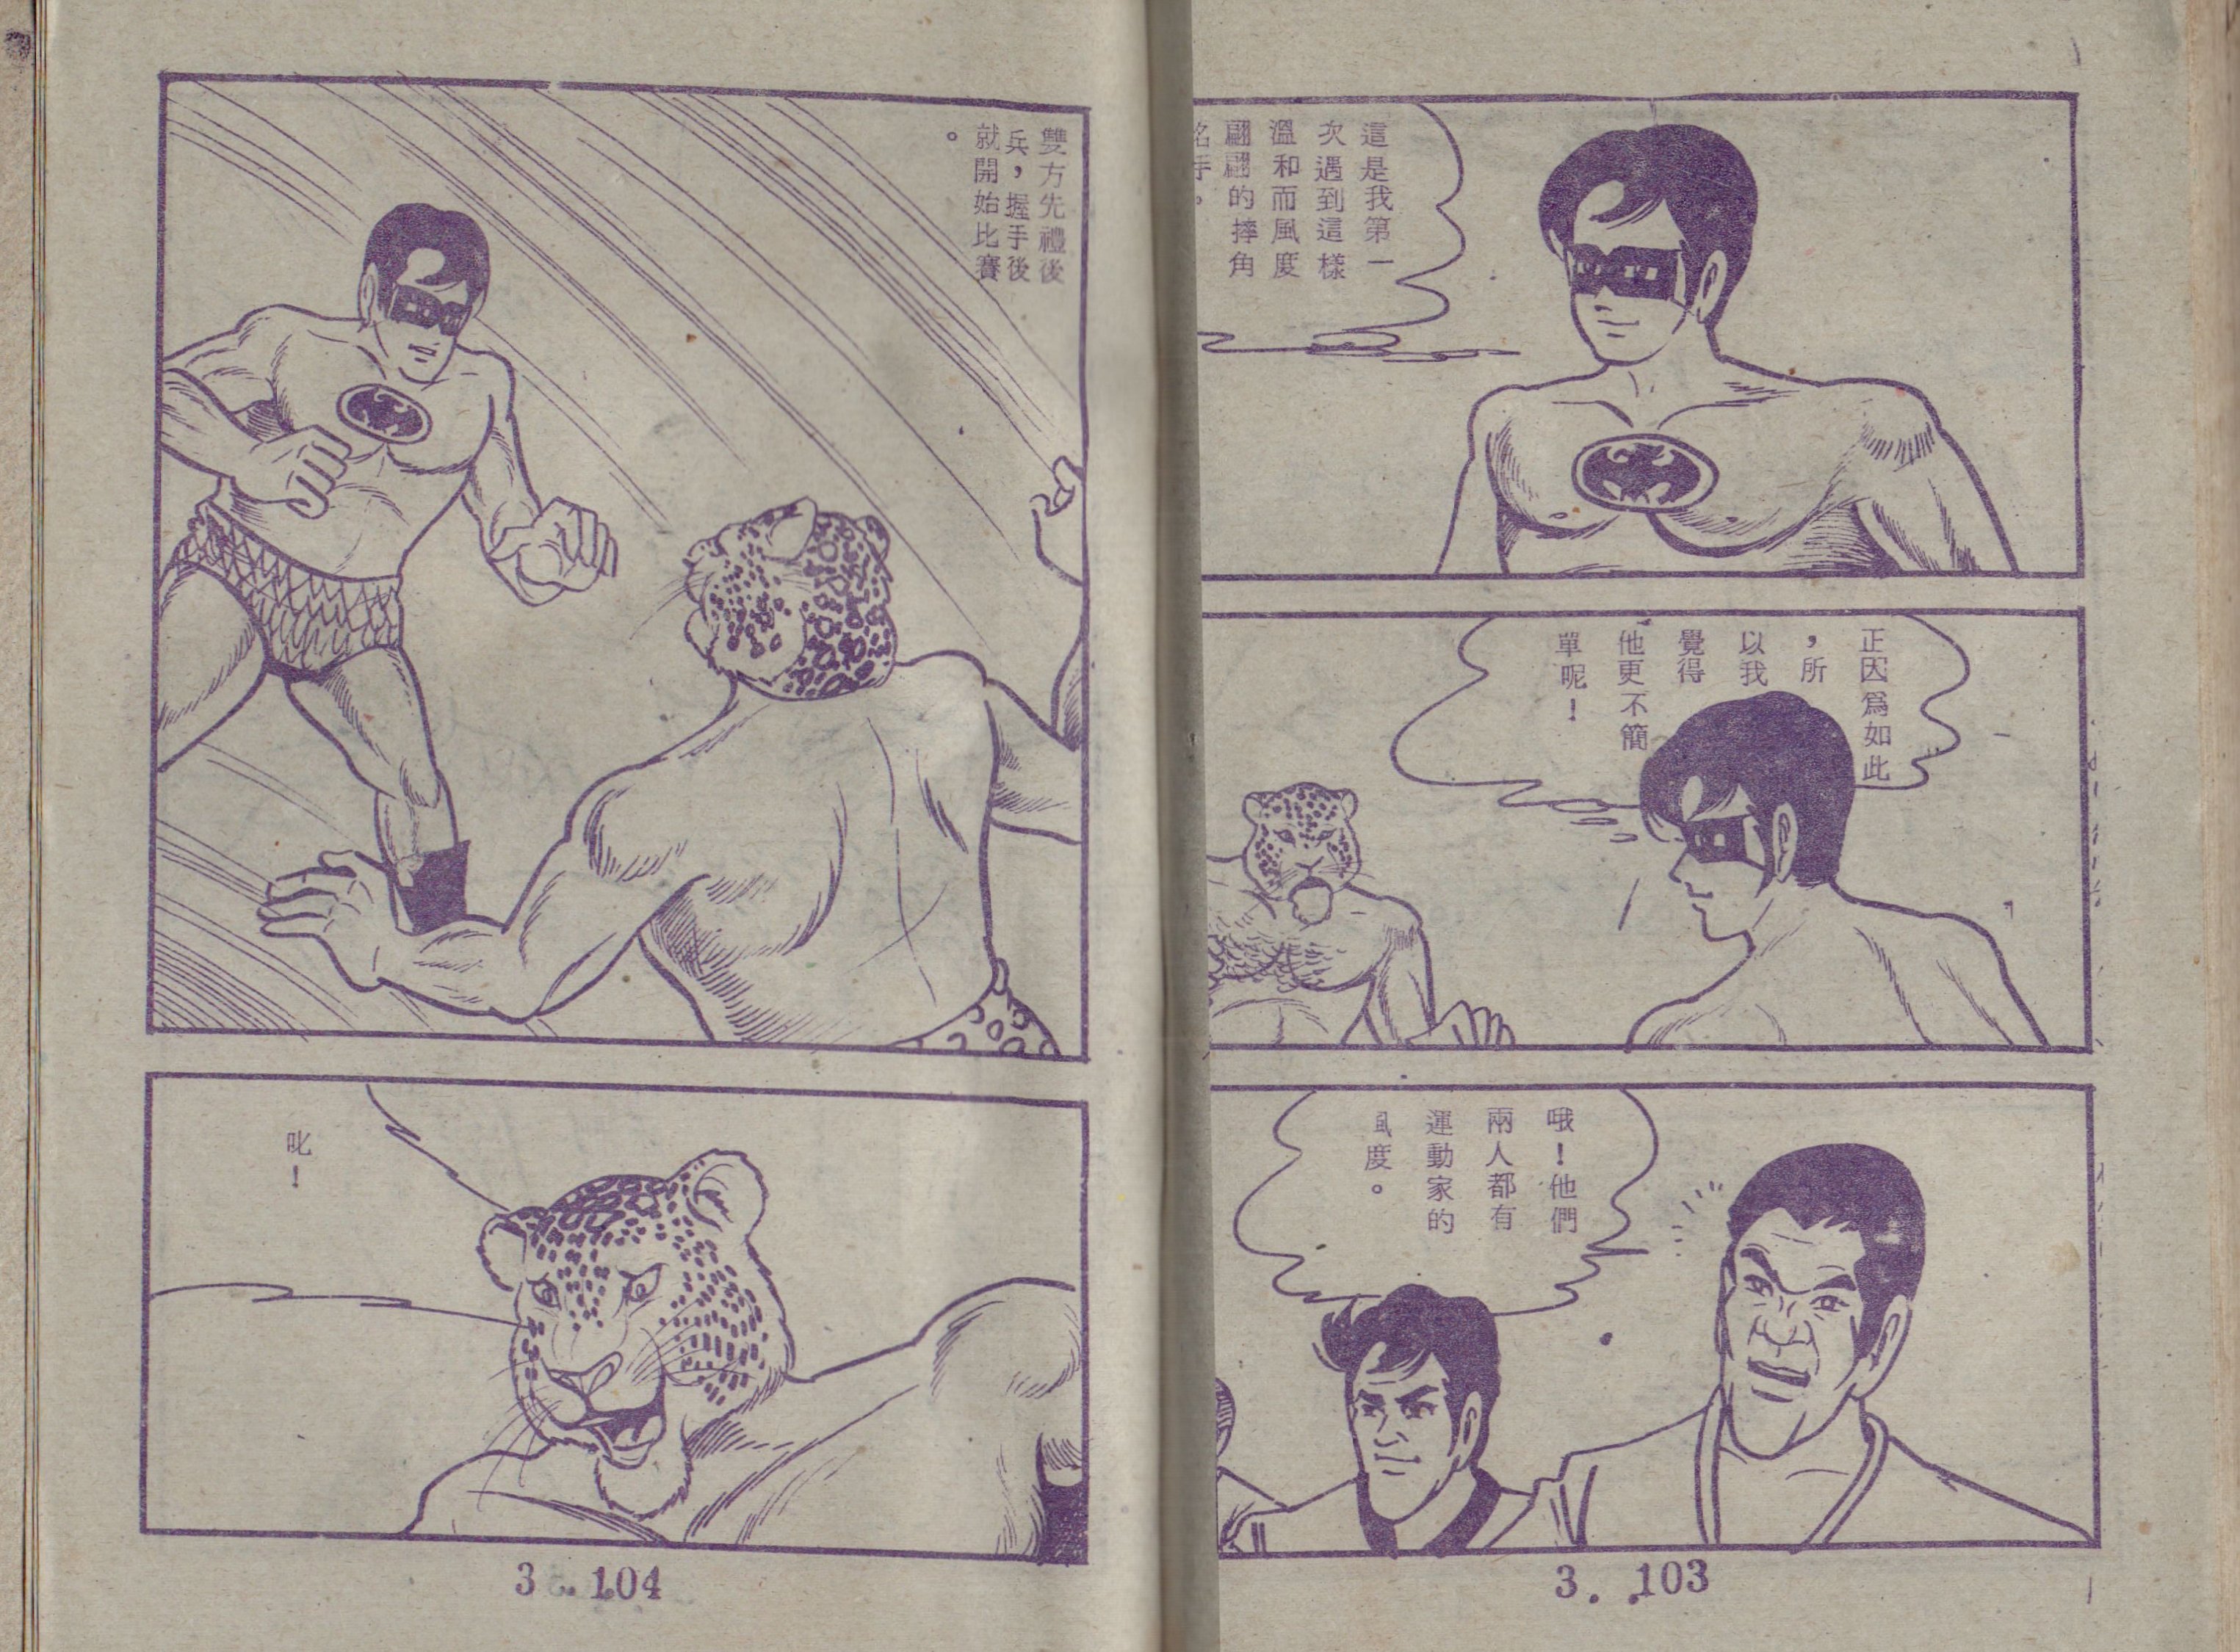 這是我第一
次遇到這樣
溫和而風度
翩翩的摔角
名手。
正因爲如此
，所
以我
覺得
他更不簡
單呢！
哦！他們
兩人都有
運動家的
風度。
3．．103
雙方先禮後
兵，握手後
就開始比賽
。
叱！
3．104